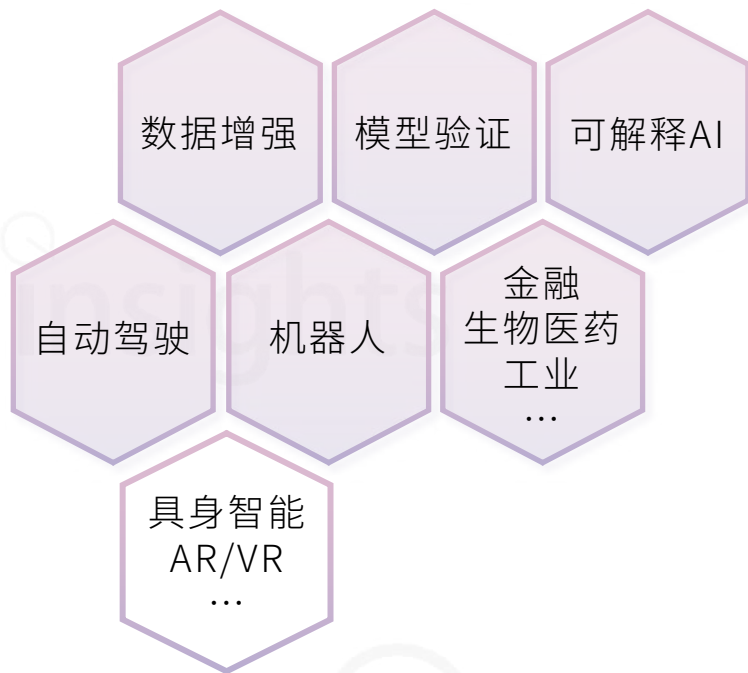 数据增强
模型验证
可解释AI
自动驾驶
机器人
金融
生物医药
工业
…
具身智能
AR/VR
…
insights